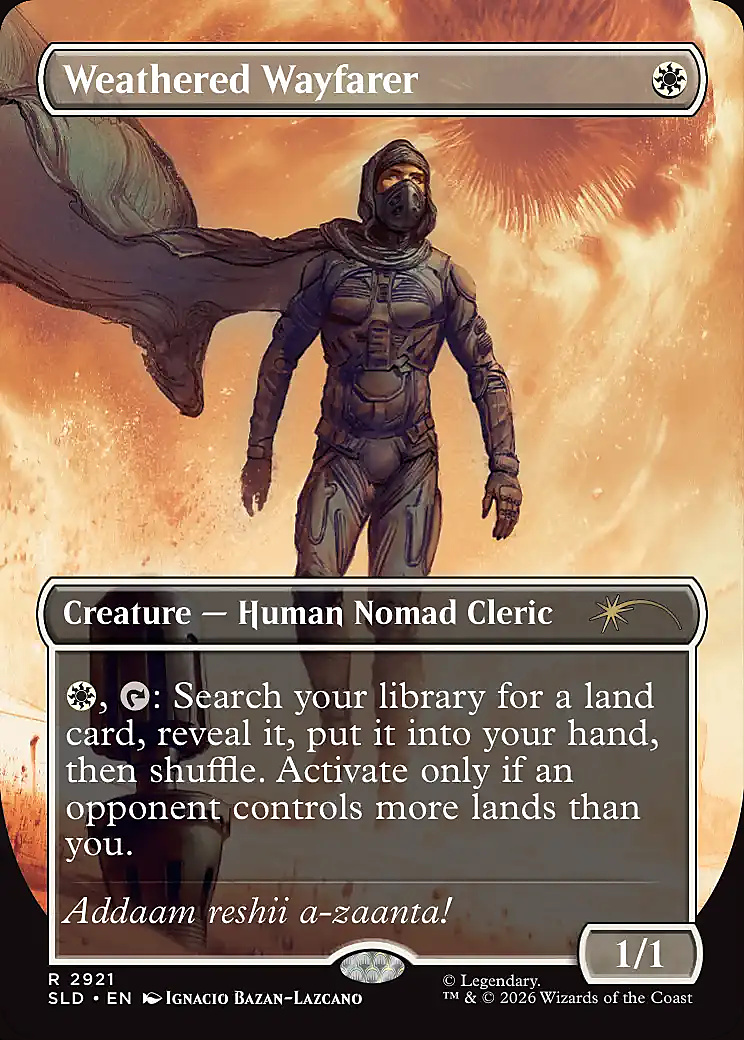 Weathered Wayfarer
Creature — Human Nomad Cleric
, : Search your library for a land
card, reveal it, put it into your hand,
then shuffle. Activate only if an
opponent controls more lands than
you.
Addaam reshii a-zaanta!
1/1
R 2921
SLD • EN Ignacio Bazan-Lazcano
© Legendary.
™ & © 2026 Wizards of the Coast